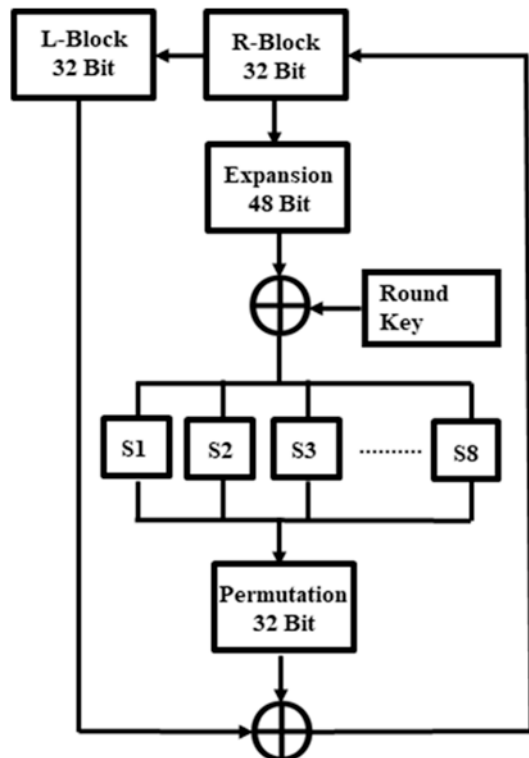 L-Block
32 Bit
R-Block
32 Bit
Expansion
48 Bit
Round
Key
S1
S2
S3
..........
S8
Permutation
32 Bit